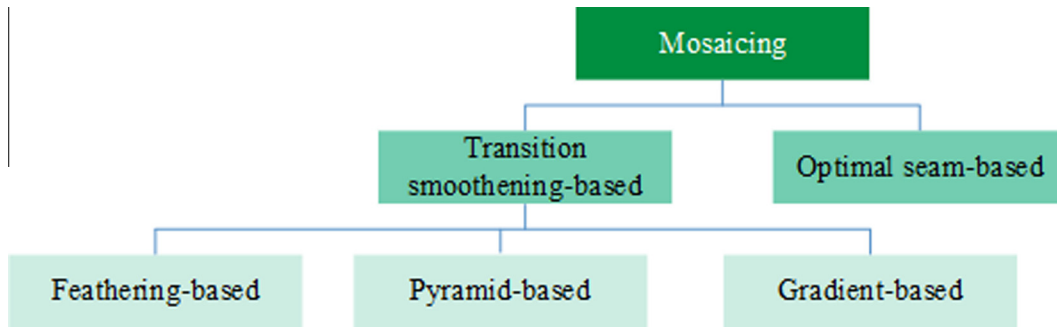 Mosaicing
Transition
smoothening-based
Optimal seam-based
Feathering-based
Pyramid-based
Gradient-based